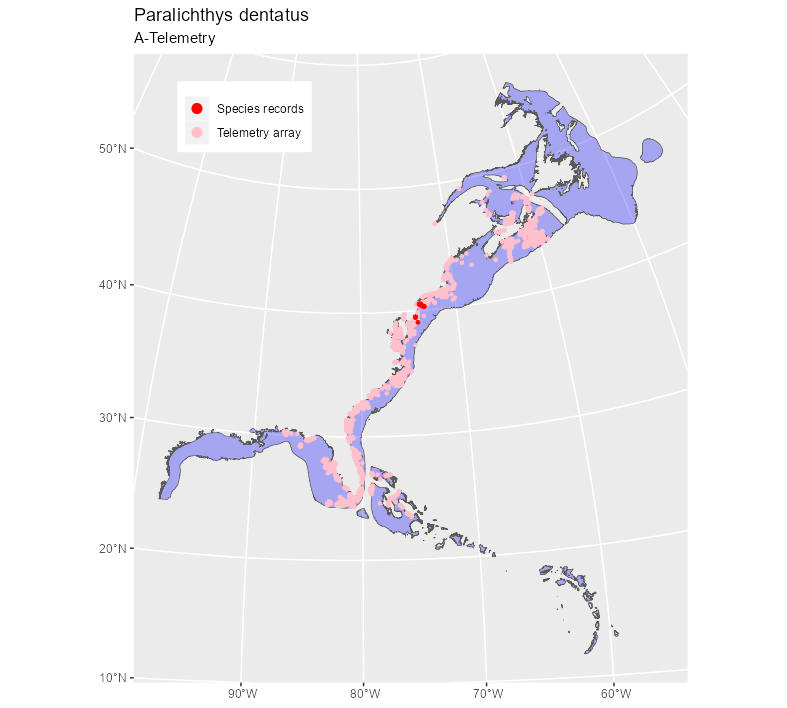 Paralichthys dentatus
A-Telemetry
Species records
Telemetry array
50°N
40°N
30°N
20°N
10°N
90°W
80°W
70°W
60°W